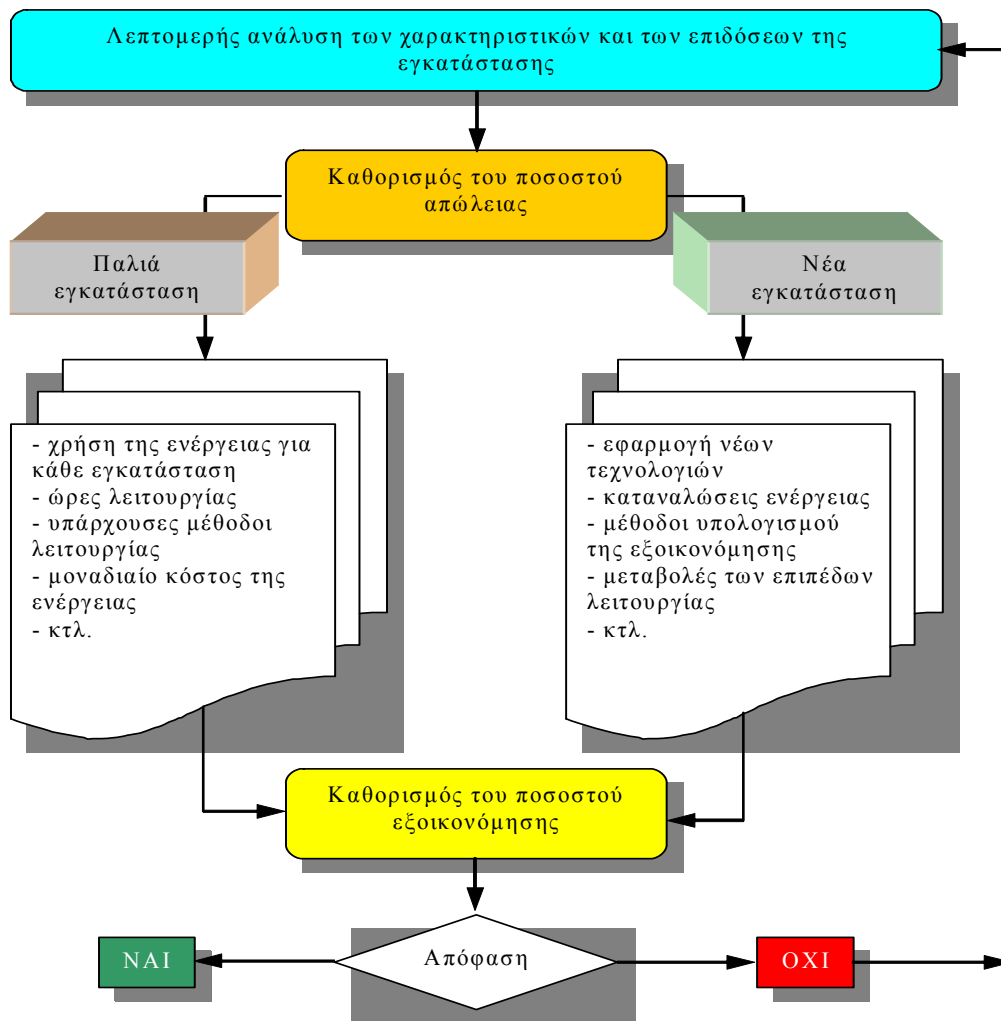 Λεπτομερής ανάλυση των χαρακτηριστικών και των επιδόσεων της
εγκατάστασης
Καθορισμός του ποσοστού
απώλειας
Παλιά
εγκατάσταση
Νέα
εγκατάσταση
- χρήση της ενέργειας για
κάθε εγκατάσταση
- ώρες λειτουργίας
- υπάρχουσες μέθοδοι
λειτουργίας
- μοναδιαίο κόστος της
ενέργειας
- κτλ.
- εφαρμογή νέων
τεχνολογιών
- καταναλώσεις ενέργειας
- μέθοδοι υπολογισμού
της εξοικονόμησης
- μεταβολές των επιπέδων
λειτουργίας
- κτλ.
Καθορισμός του ποσοστού
εξοικονόμησης
ΝΑΙ
Απόφαση
ΟΧΙ